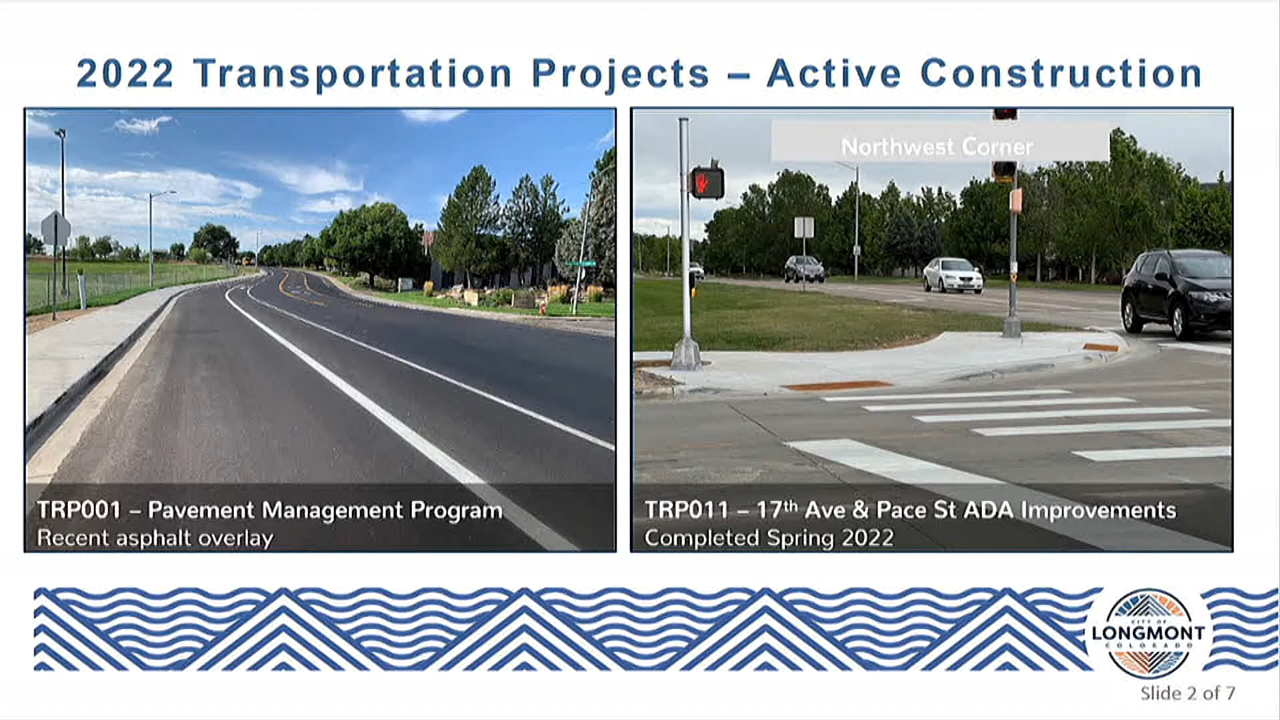 2022 Transportation Projects – Active Construction
Northwest Corner
TRP001 – Pavement Management Program
Recent asphalt overlay
TRP011 – 17th Ave & Pace St ADA Improvements
Completed Spring 2022
CITY OF
LONGMONT
COLORADO
Slide 2 of 7